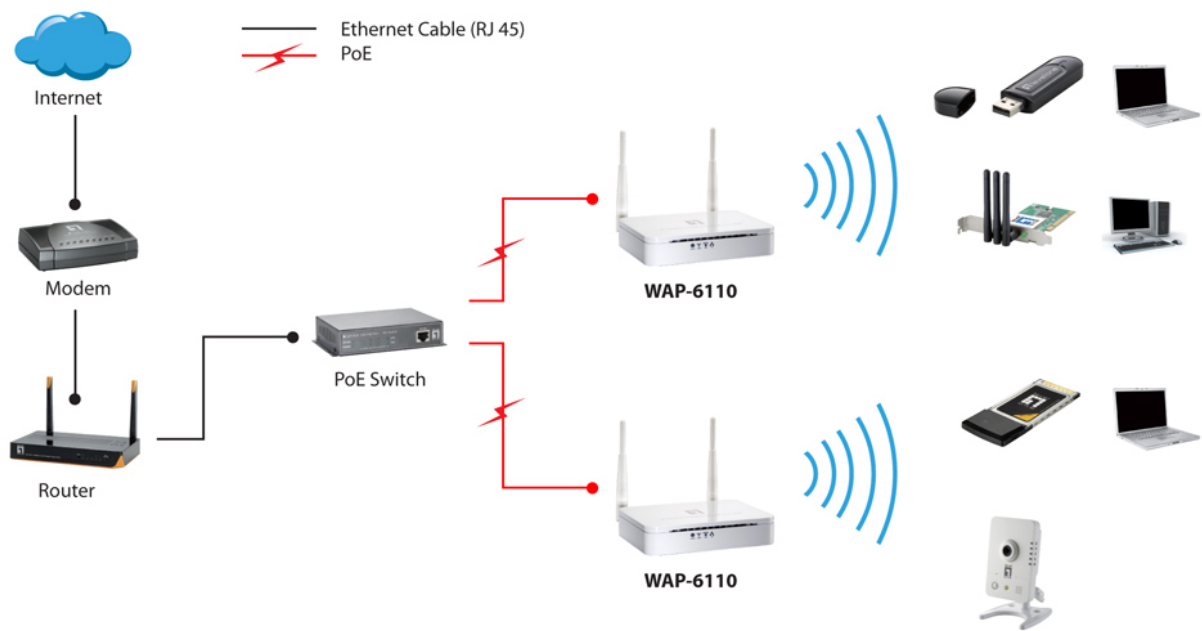 Ethernet Cable (RJ 45)
PoE
Internet
Modem
Router
PoE Switch
WAP-6110
WAP-6110